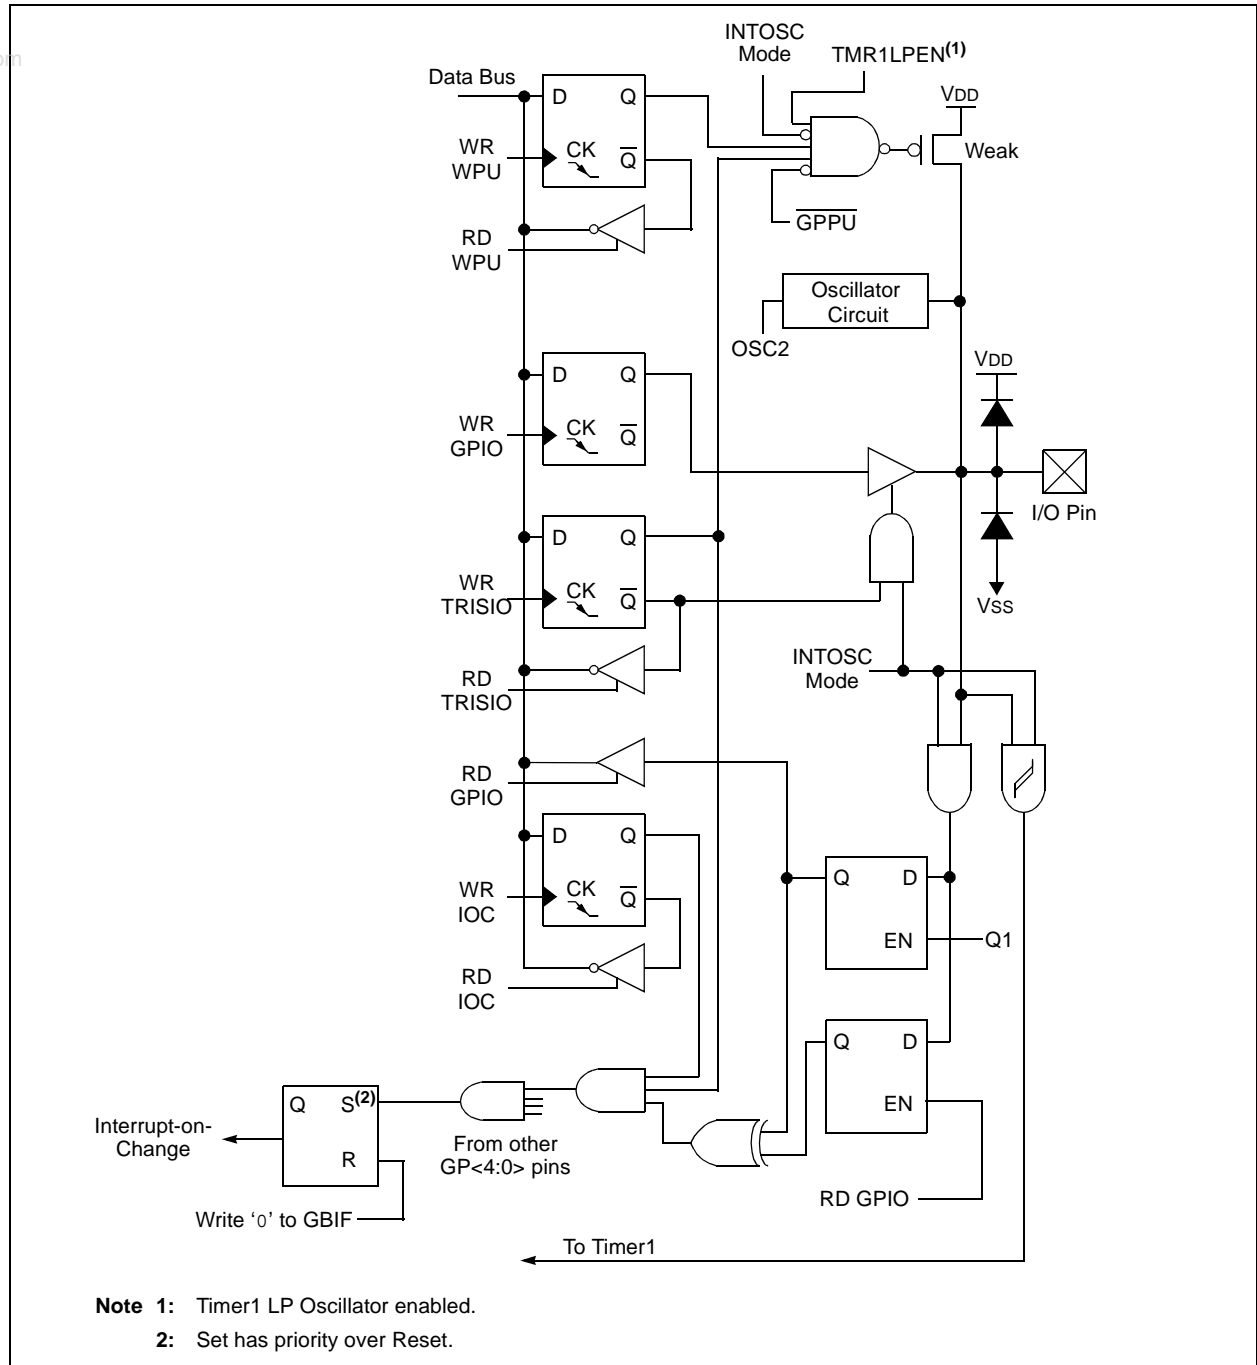 om
INTOSC
Mode
TMR1LPEN(1)
Data Bus
D Q
VDD
WR
WPU
CK
Q
Weak
GPPU
RD
WPU
Oscillator
Circuit
OSC2
D Q
VDD
WR
GPIO
CK
Q
I/O Pin
D Q
WR
TRISIO
CK
Q
VSS
INTOSC
Mode
RD
TRISIO
RD
GPIO
D Q
WR
IOC
CK
Q
Q D
EN
Q1
RD
IOC
Q D
EN
Q S(2)
R
Interrupt-on-
Change
From other
GP<4:0> pins
RD GPIO
Write ‘0’ to GBIF
To Timer1
Note 1: Timer1 LP Oscillator enabled.
2: Set has priority over Reset.